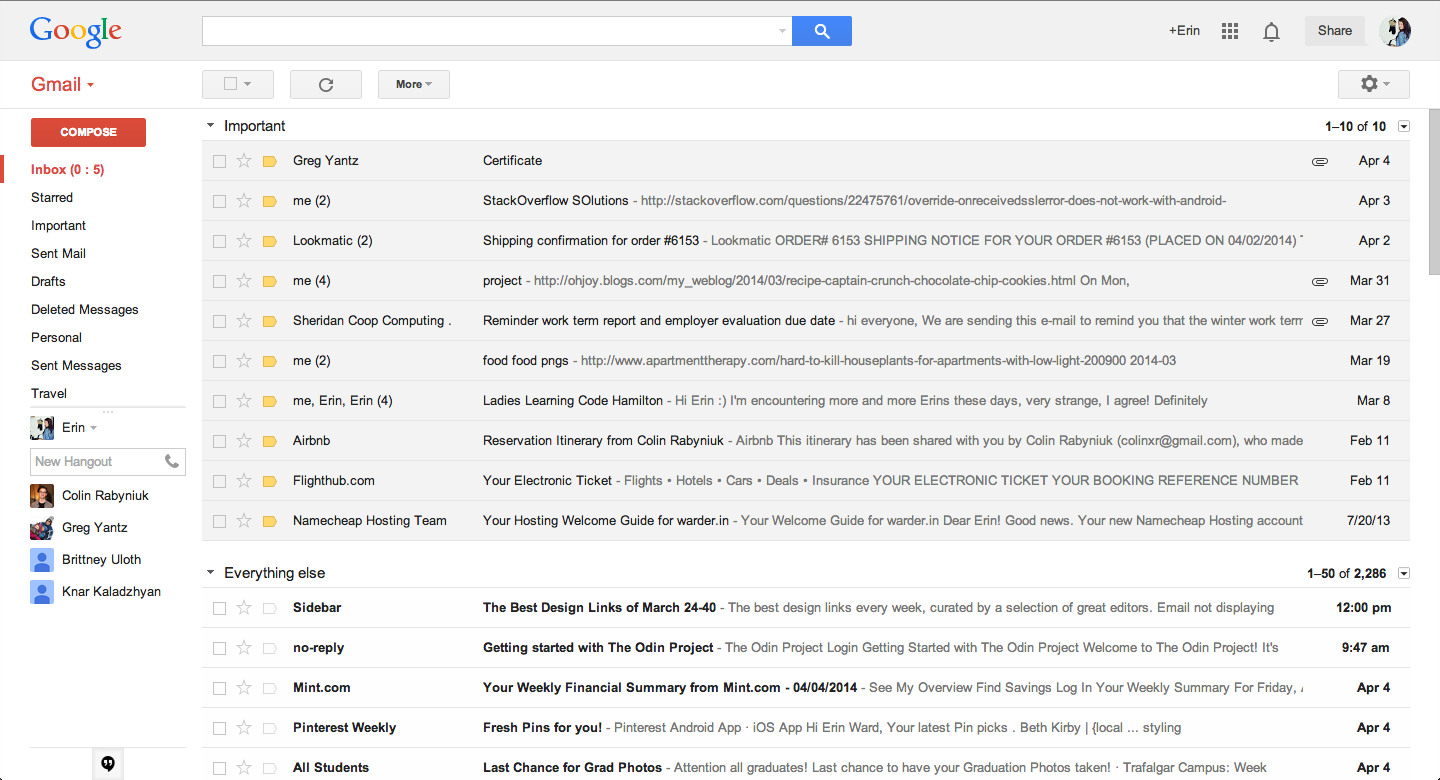 Google
+Erin
Share
Gmail
More
COMPOSE
Inbox (0 : 5)
Starred
Important
Sent Mail
Drafts
Deleted Messages
Personal
Sent Messages
Travel
Erin
New Hangout
Colin Rabyniuk
Greg Yantz
Brittney Uloth
Knar Kaladzhyan
Important 1–10 of 10
Greg Yantz Certificate Apr 4
me (2) StackOverflow SOlutions - http://stackoverflow.com/questions/22475761/override-onreceivedsslerror-does-not-work-with-android- Apr 3
Lookmatic (2) Shipping confirmation for order #6153 - Lookmatic ORDER# 6153 SHIPPING NOTICE FOR YOUR ORDER #6153 (PLACED ON 04/02/2014) Apr 2
me (4) project - http://ohjoy.blogs.com/my_weblog/2014/03/recipe-captain-crunch-chocolate-chip-cookies.html On Mon, Mar 31
Sheridan Coop Computing . Reminder work term report and employer evaluation due date - hi everyone, We are sending this e-mail to remind you that the winter work term Mar 27
me (2) food food pngs - http://www.apartmenttherapy.com/hard-to-kill-houseplants-for-apartments-with-low-light-200900 2014-03 Mar 19
me, Erin, Erin (4) Ladies Learning Code Hamilton - Hi Erin :) I'm encountering more and more Erins these days, very strange, I agree! Definitely Mar 8
Airbnb Reservation Itinerary from Colin Rabyniuk - Airbnb This itinerary has been shared with you by Colin Rabyniuk (colinxr@gmail.com), who made Feb 11
Flighthub.com Your Electronic Ticket - Flights • Hotels • Cars • Deals • Insurance YOUR ELECTRONIC TICKET YOUR BOOKING REFERENCE NUMBER Feb 11
Namecheap Hosting Team Your Hosting Welcome Guide for warder.in - Your Welcome Guide for warder.in Dear Erin! Good news. Your new Namecheap Hosting account 7/20/13
Everything else 1–50 of 2,286
Sidebar The Best Design Links of March 24-40 - The best design links every week, curated by a selection of great editors. Email not displaying 12:00 pm
no-reply Getting started with The Odin Project - The Odin Project Login Getting Started with The Odin Project Welcome to The Odin Project! It's 9:47 am
Mint.com Your Weekly Financial Summary from Mint.com - 04/04/2014 - See My Overview Find Savings Log In Your Weekly Summary For Friday, Apr 4
Pinterest Weekly Fresh Pins for you! - Pinterest Android App · iOS App Hi Erin Ward, Your latest Pin picks . Beth Kirby | {local ... styling Apr 4
All Students Last Chance for Grad Photos - Attention all graduates! Last chance to have your Graduation Photos taken! · Trafalgar Campus: Week Apr 4